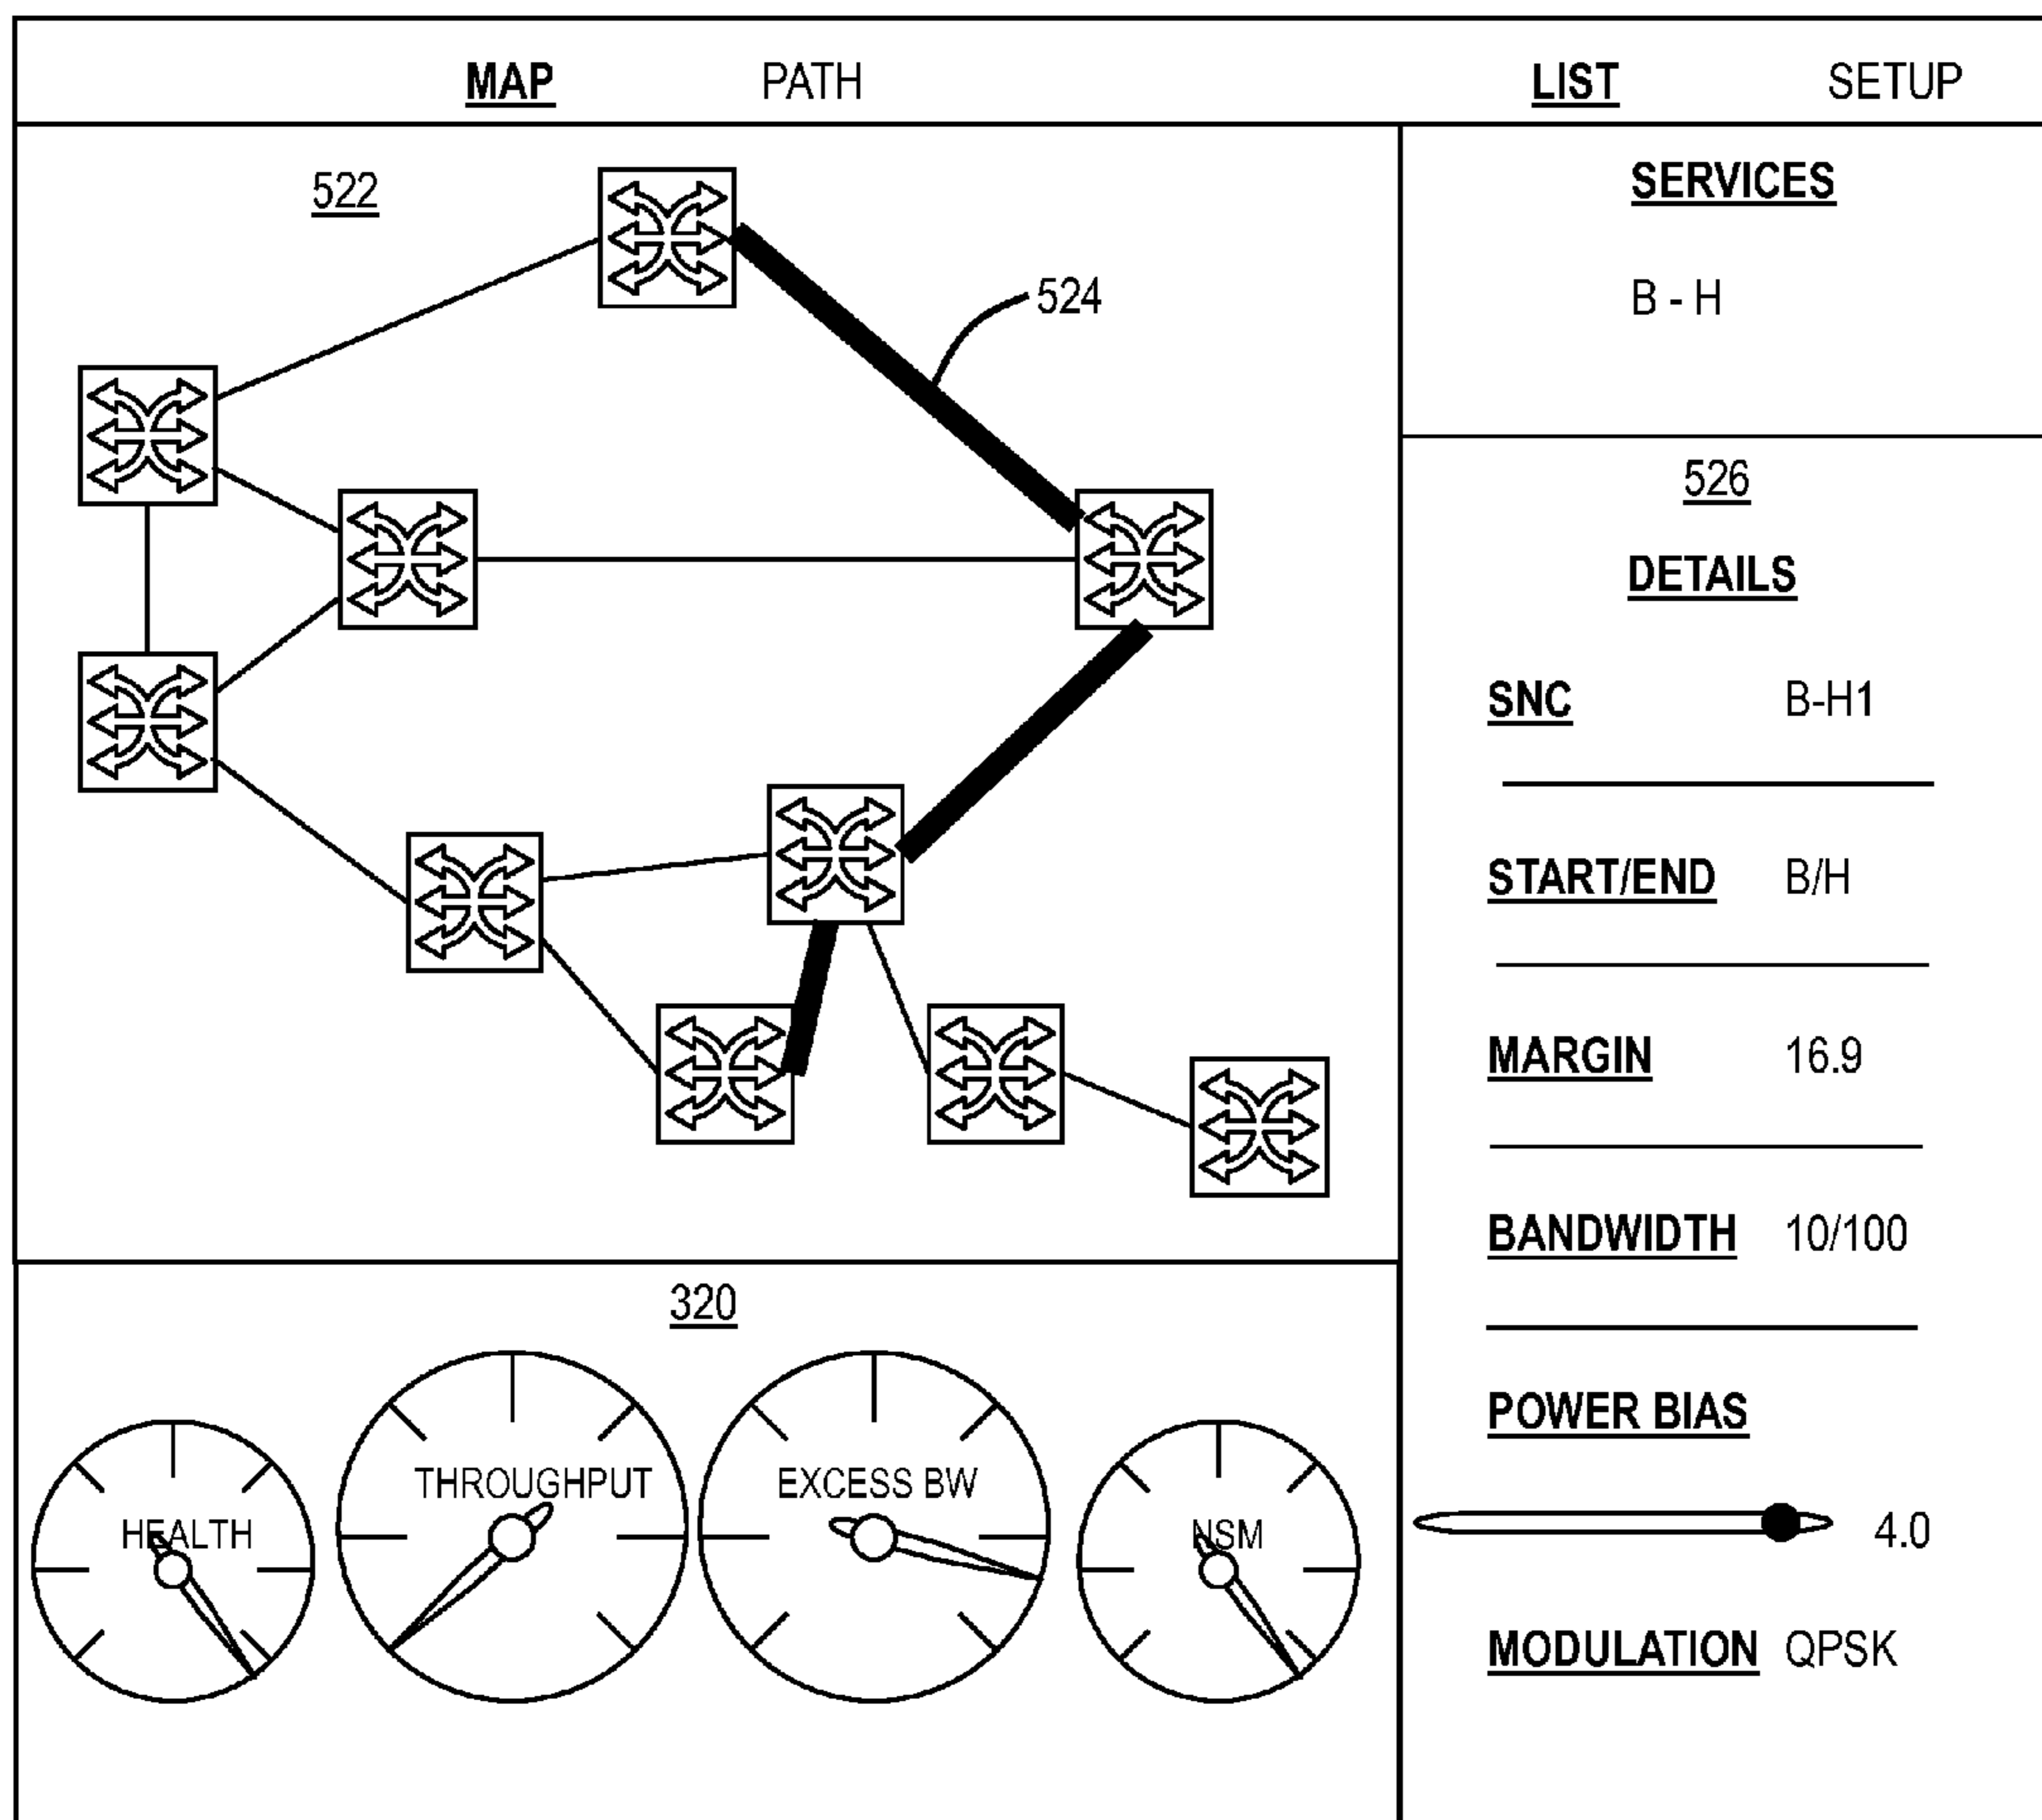 MAP PATH LIST SETUP
522
524
320
HEALTH
THROUGHPUT
EXCESS BW
NSM
SERVICES
B - H
526
DETAILS
SNC B-H1
START/END B/H
MARGIN 16.9
BANDWIDTH 10/100
POWER BIAS
4.0
MODULATION QPSK